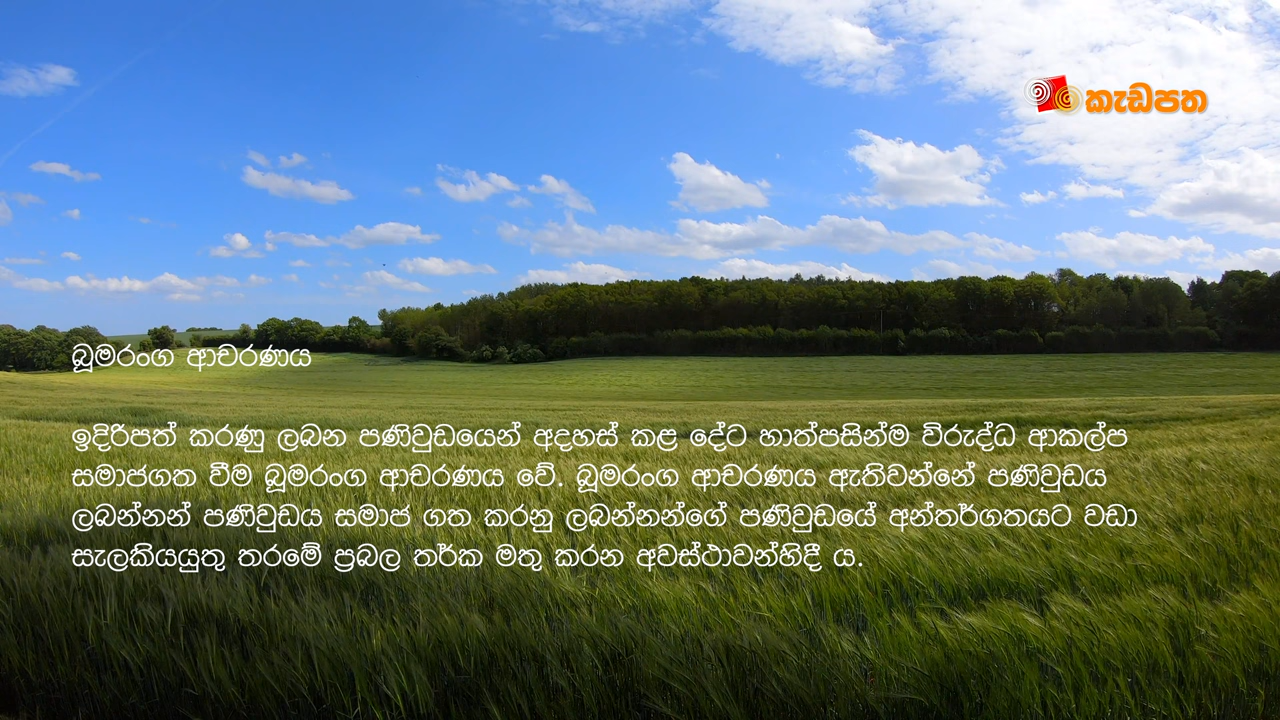 කැඩපත
බූමරංග ආචරණය
ඉදිරිපත් කරණු ලබන පණිවුඩයෙන් අදහස් කළ දේට හාත්පසින්ම විරුද්ධ ආකල්ප
සමාජගත වීම බූමරංග ආචරණය වේ. බූමරංග ආචරණය ඇතිවන්නේ පණිවුඩය
ලබන්නන් පණිවුඩය සමාජ ගත කරනු ලබන්නන්ගේ පණිවුඩයේ අන්තර්ගතයට වඩා
සැලකියයුතු තරමේ ප්‍රබල තර්ක මතු කරන අවස්ථාවන්හිදී ය.